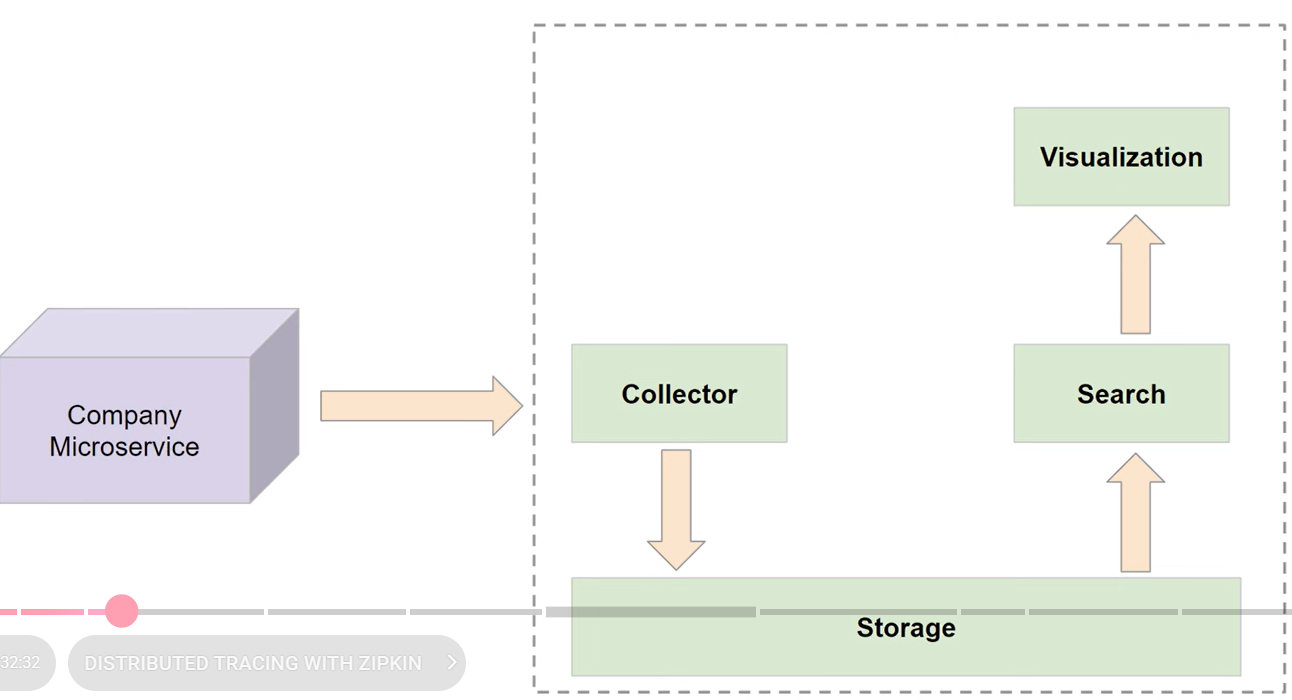 Visualization
Company
Microservice
Collector
Search
Storage
32:32
DISTRIBUTED TRACING WITH ZIPKIN